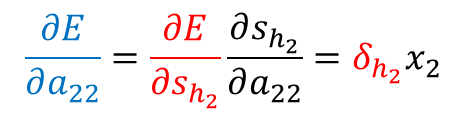 ∂E/∂a₂₂ = ∂E/∂s_{h₂} ∂s_{h₂}/∂a₂₂ = δ_{h₂}x₂